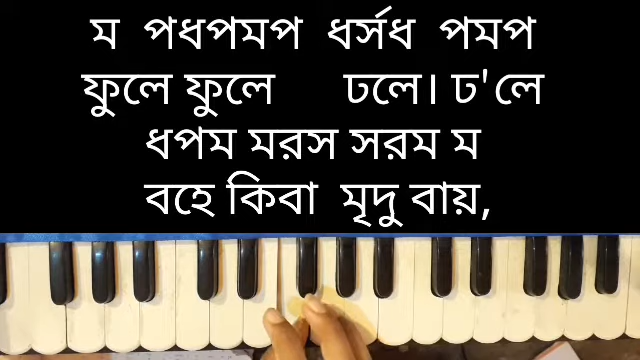 ম পধপমপ ধর্সধ পমপ
ফুলে ফুলে ঢলে। ঢ'লে
ধপম মরস সরম ম
বহে কিবা মৃদু বায়,